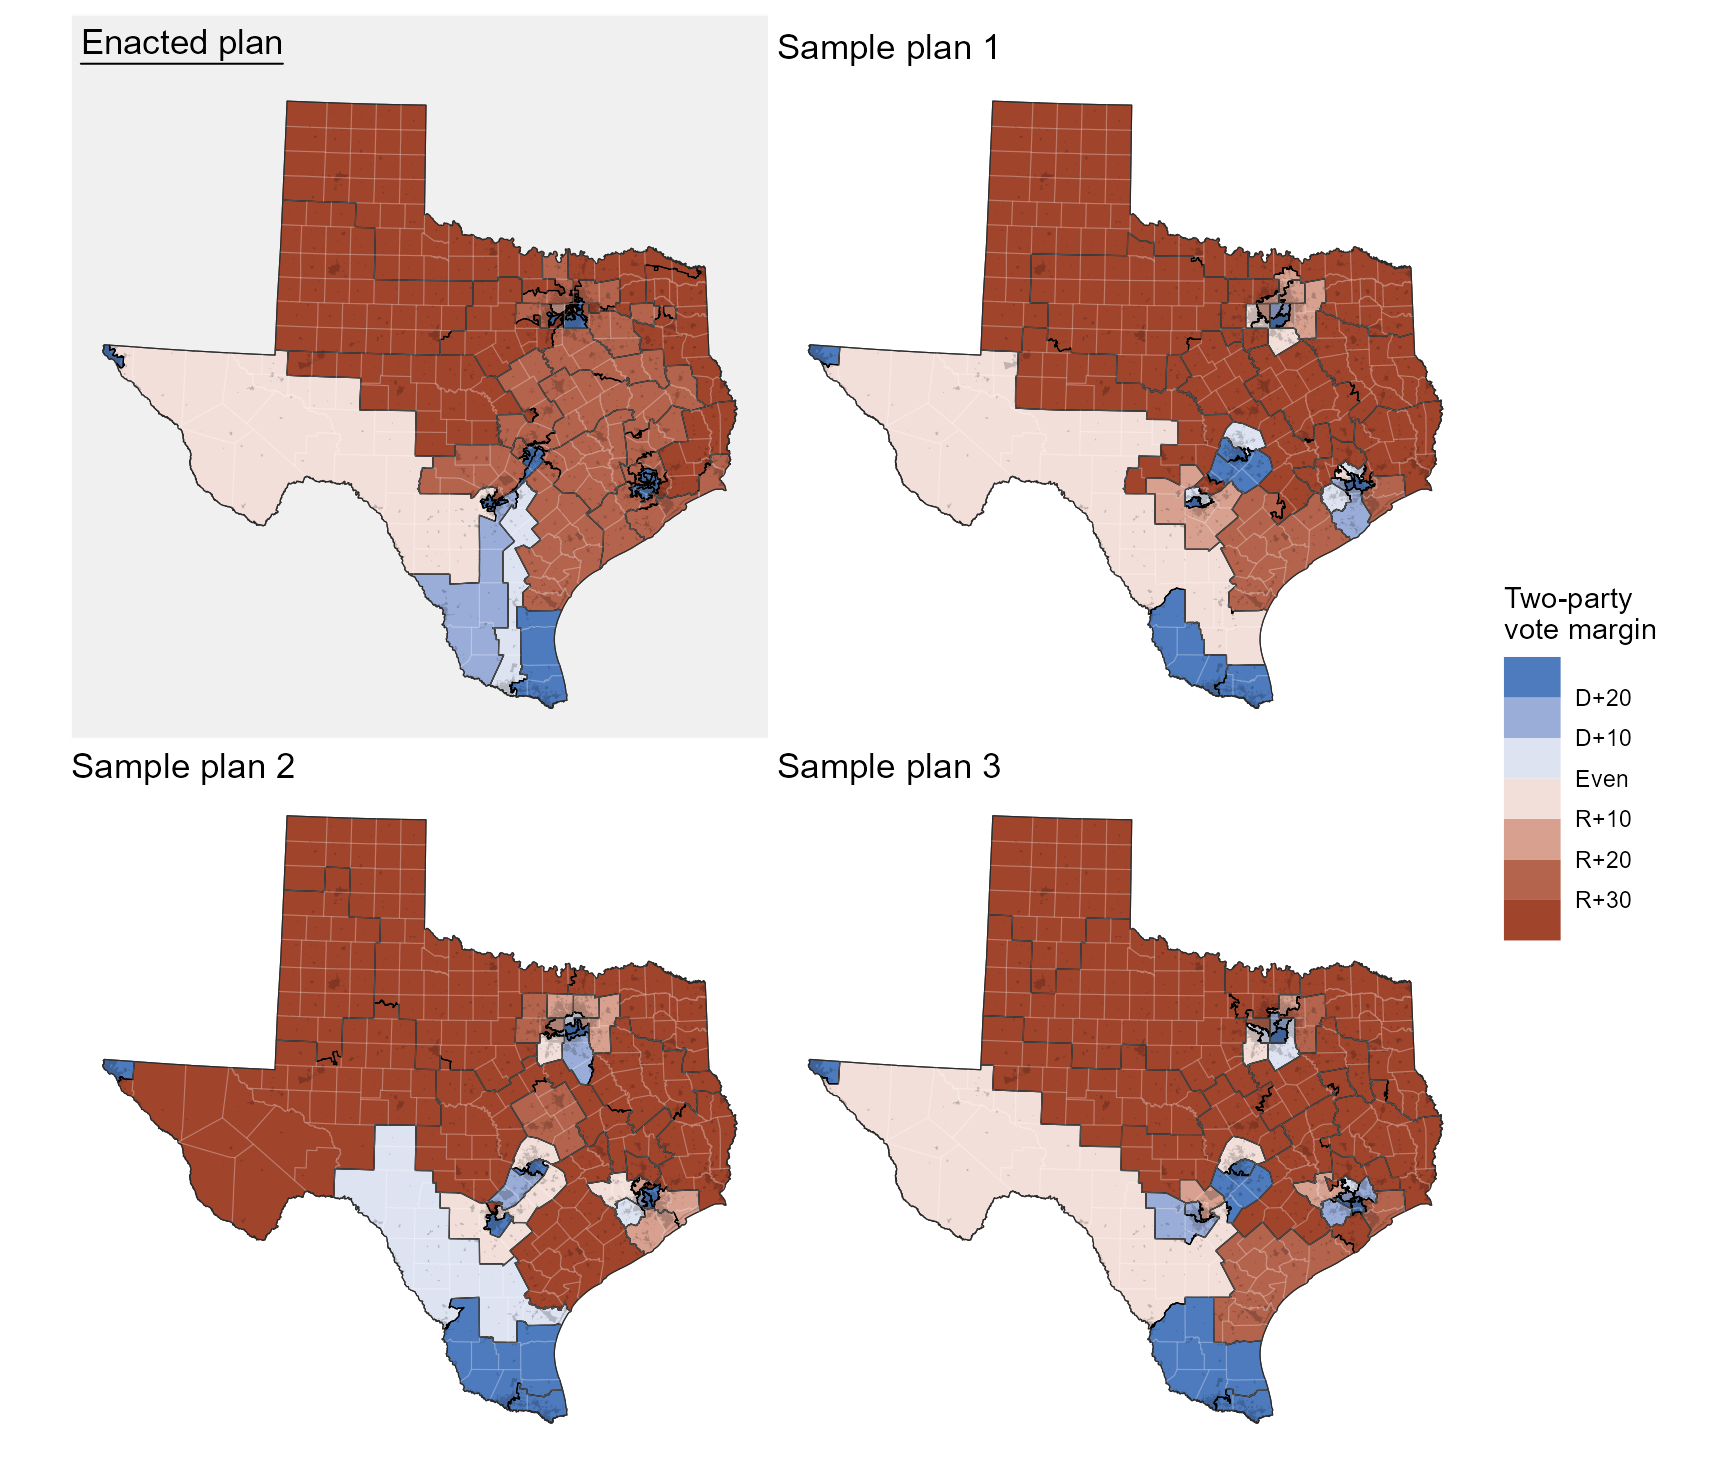 Enacted plan
Sample plan 1
Sample plan 2
Sample plan 3
Two-party
vote margin
D+20
D+10
Even
R+10
R+20
R+30